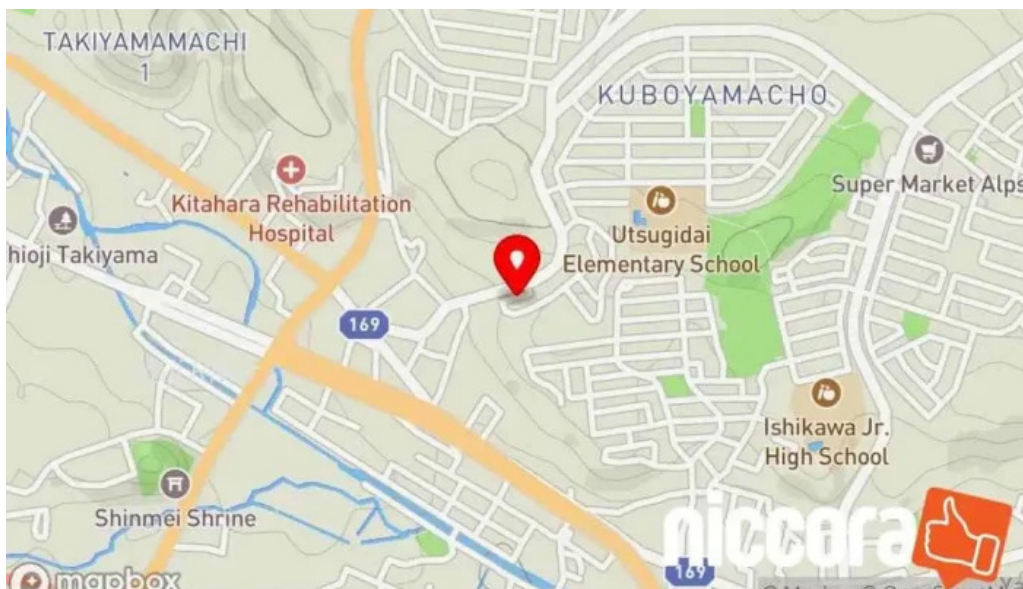 TAKIYAMAMACHI
1
KUBOYAMACHO
Super Market Alps
Kitahara Rehabilitation
Hospital
Utsugidai
Elementary School
hioji Takiyama
169
Ishikawa Jr.
High School
Shinmei Shrine
niccora
169
mapbox